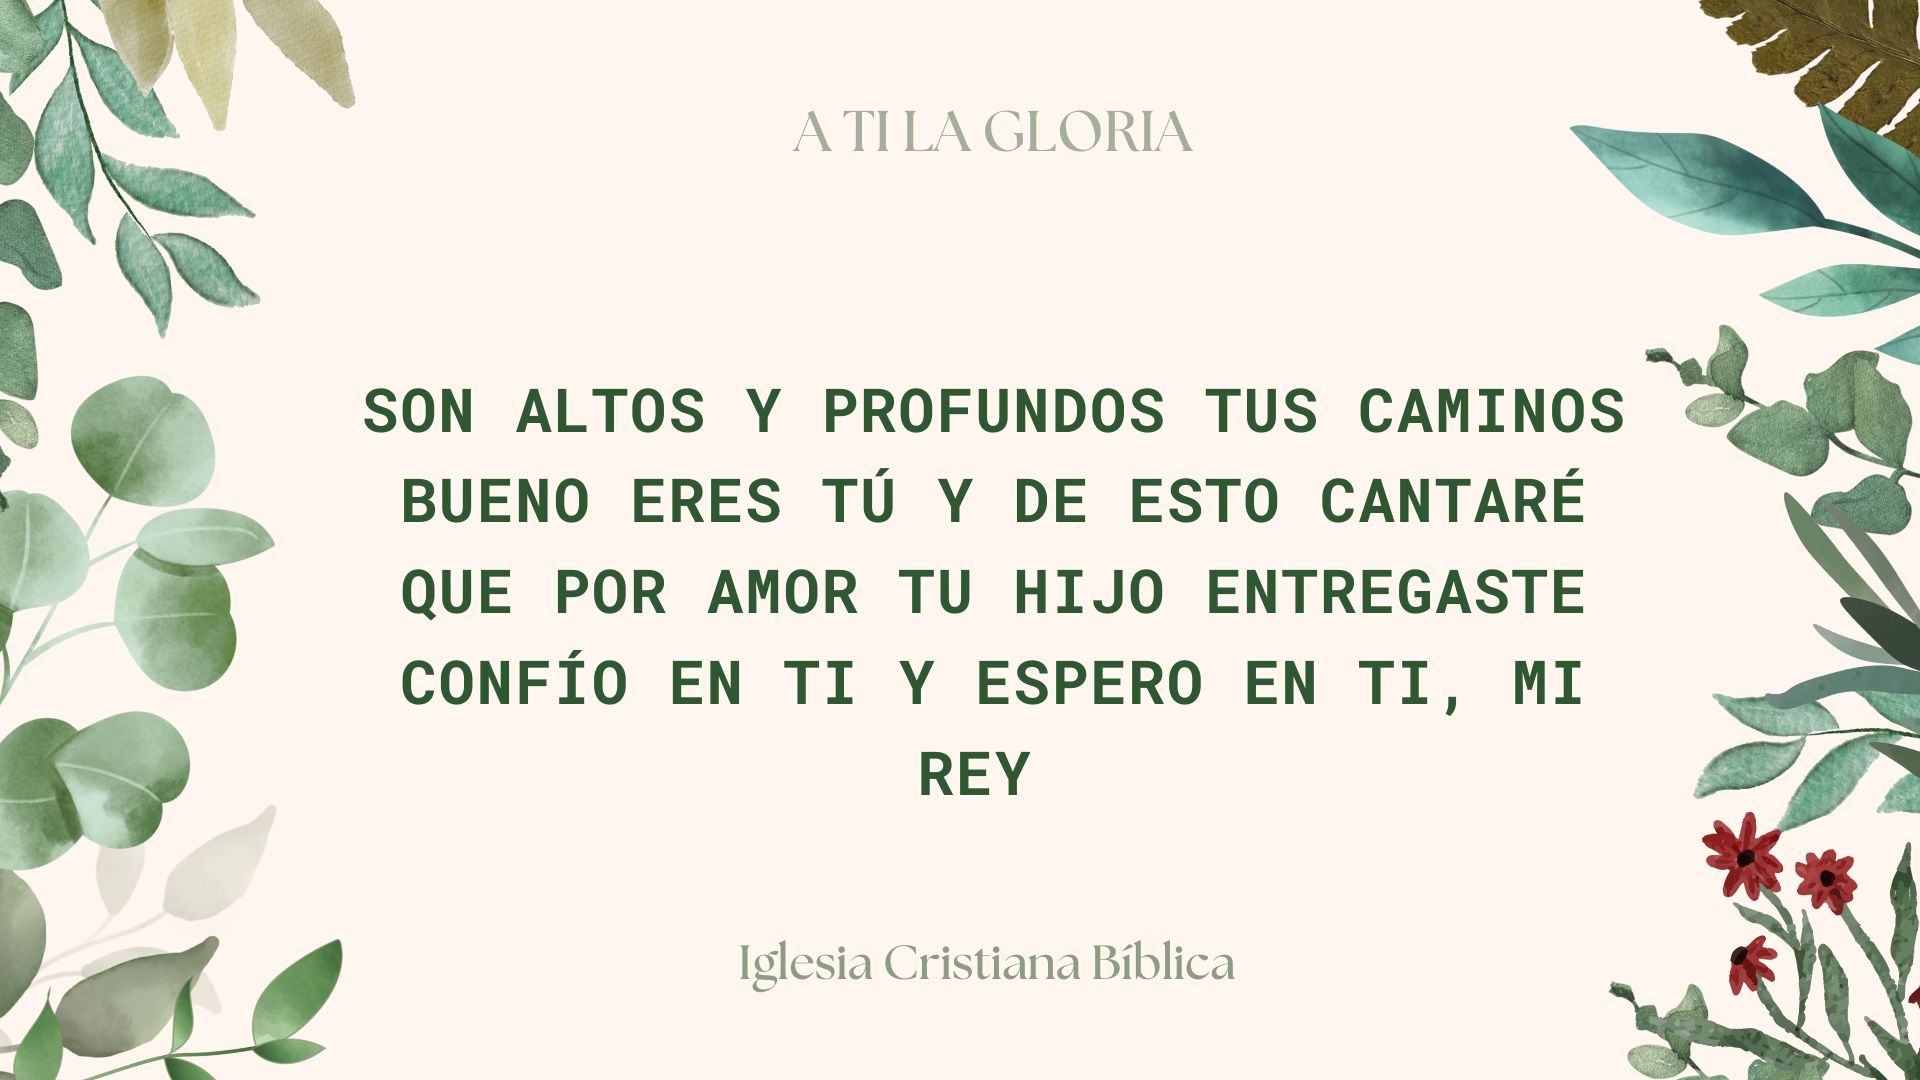 A TI LA GLORIA
SON ALTOS Y PROFUNDOS TUS CAMINOS
BUENO ERES TÚ Y DE ESTO CANTARÉ
QUE POR AMOR TU HIJO ENTREGASTE
CONFÍO EN TI Y ESPERO EN TI, MI
REY
Iglesia Cristiana Bíblica